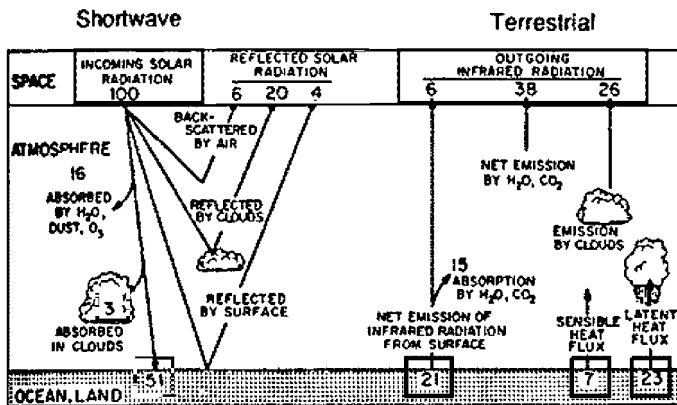 Shortwave
Terrestrial
SPACE
INCOMING SOLAR
RADIATION
100
REFLECTED SOLAR
RADIATION
6 20 4
OUTGOING
INFRARED RADIATION
6 38 26
ATMOSPHERE
16
ABSORBED
BY H₂O,
DUST, O₃
BACK-
SCATTERED
BY AIR
REFLECTED
BY CLOUDS
REFLECTED
BY SURFACE
3
ABSORBED
IN CLOUDS
NET EMISSION
BY H₂O, CO₂
EMISSION
BY CLOUDS
15
ABSORPTION
BY H₂O, CO₂
NET EMISSION OF
INFRARED RADIATION
FROM SURFACE
SENSIBLE
HEAT
FLUX
LATENT
HEAT
FLUX
OCEAN, LAND
51
21
7
23